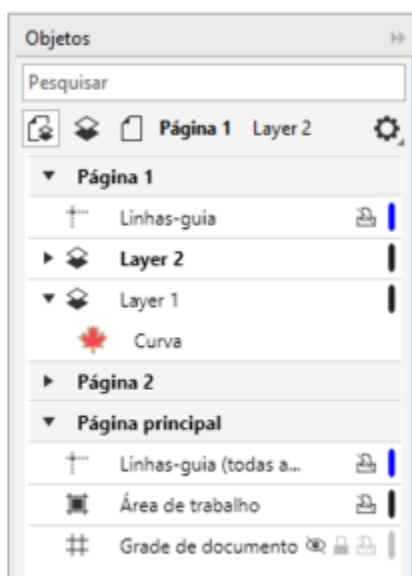 Objetos
Pesquisar
Página 1 Layer 2
Página 1
Linhas-guia
Layer 2
Layer 1
Curva
Página 2
Página principal
Linhas-guia (todas a...
Área de trabalho
Grade de documento